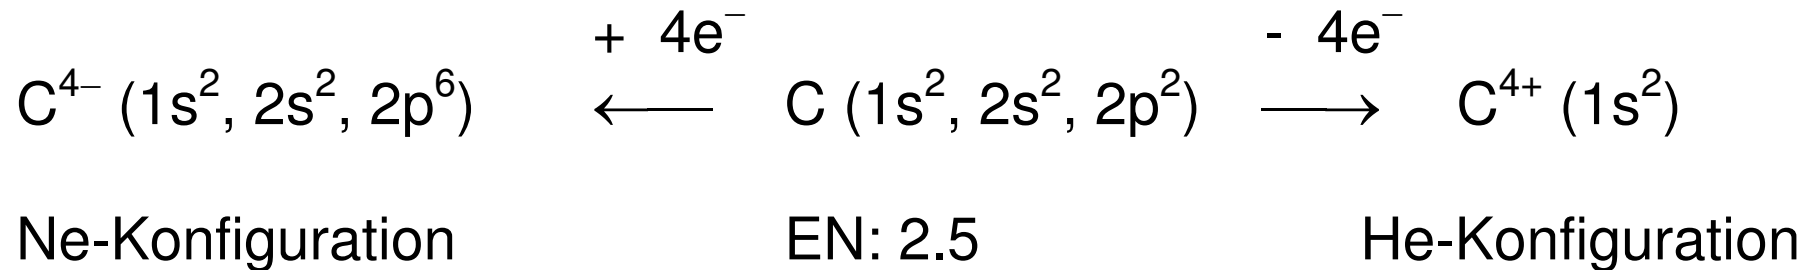 + 4e⁻ - 4e⁻
C⁴⁻ (1s², 2s², 2p⁶) ← C (1s², 2s², 2p²) → C⁴⁺ (1s²)
Ne-Konfiguration EN: 2.5 He-Konfiguration